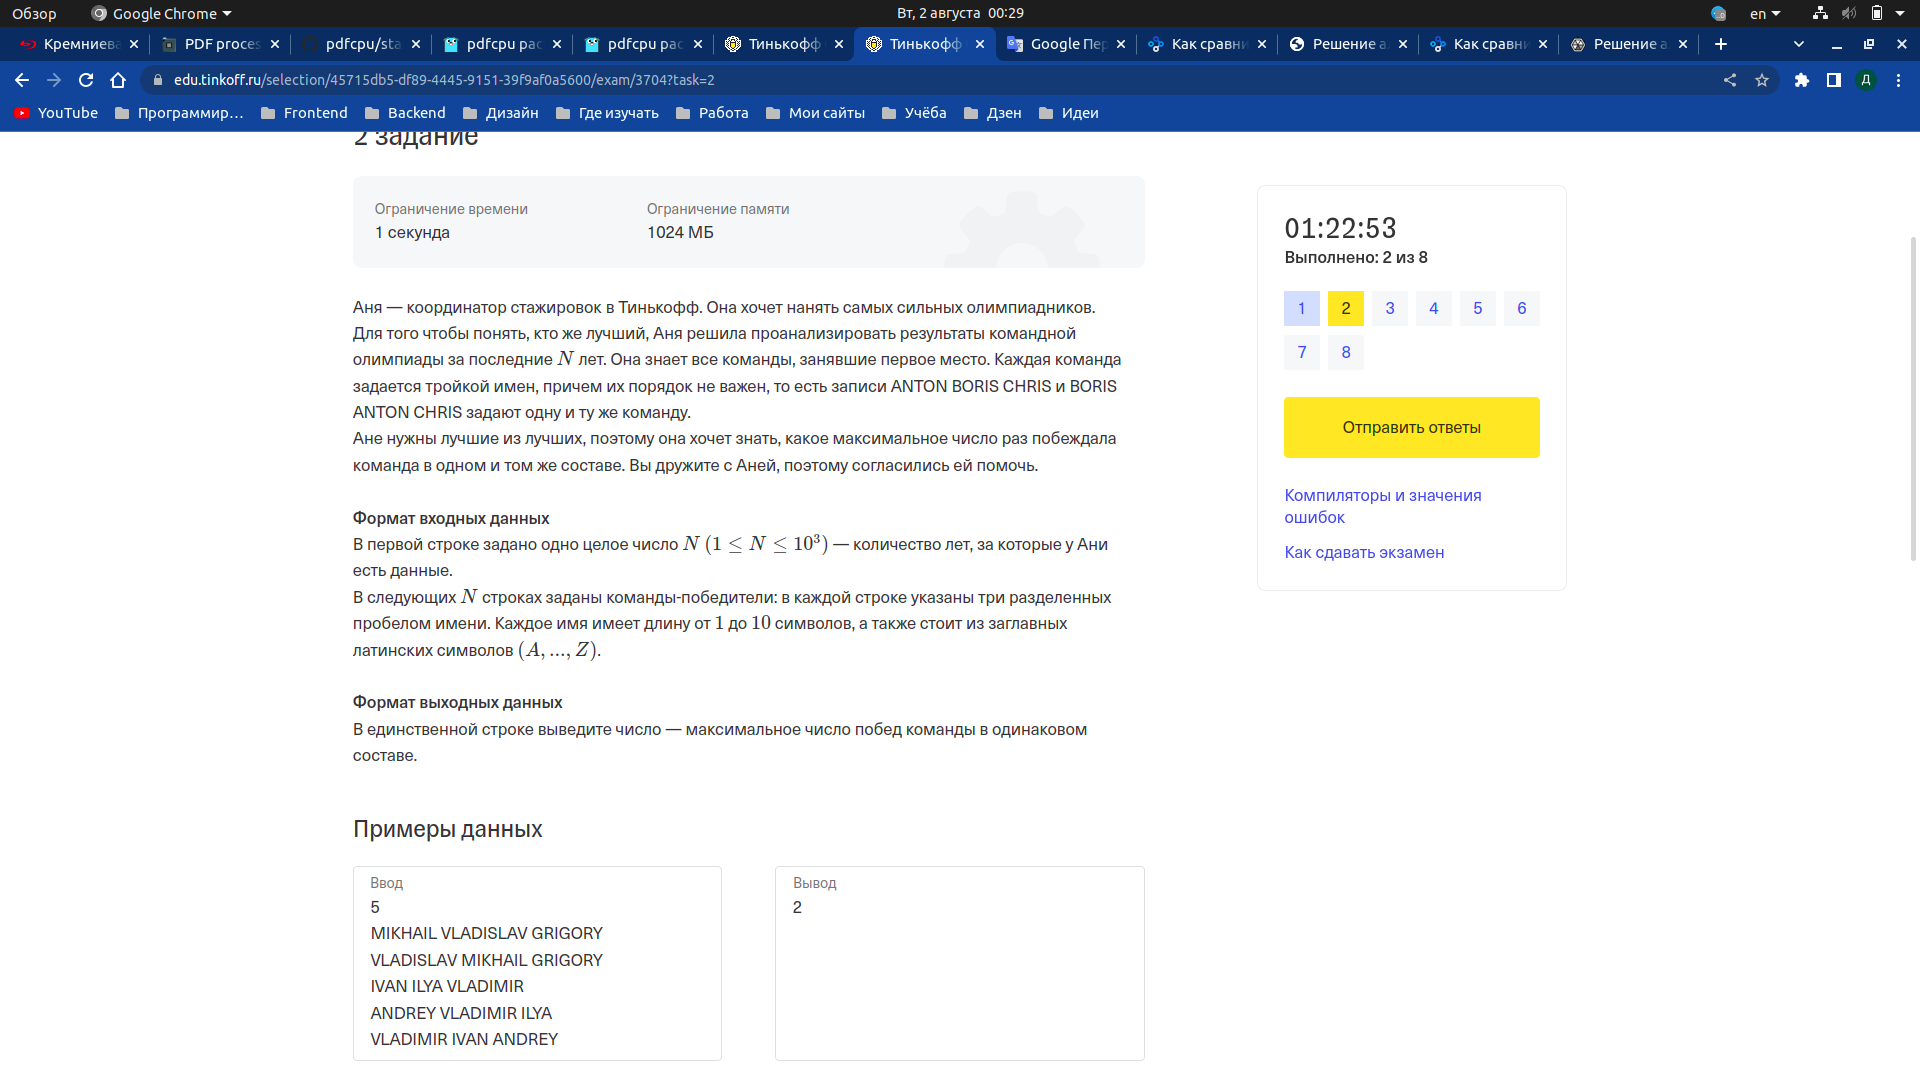 Обзор
Google Chrome
Вт, 2 августа 00:29
en
Кремниева
PDF proces
pdfcpu/sta
pdfcpu pac
pdfcpu pac
Тинькофф
Тинькофф
Google Пер
Как сравни
Решение а
Как сравни
Решение а
edu.tinkoff.ru/selection/45715db5-df89-4445-9151-39f9af0a5600/exam/3704?task=2
Д
YouTube
Программир...
Frontend
Backend
Дизайн
Где изучать
Работа
Мои сайты
Учёба
Дзен
Идеи
2 задание
Ограничение времени
1 секунда
Ограничение памяти
1024 МБ
Аня — координатор стажировок в Тинькофф. Она хочет нанять самых сильных олимпиадников.
Для того чтобы понять, кто же лучший, Аня решила проанализировать результаты командной
олимпиады за последние N лет. Она знает все команды, занявшие первое место. Каждая команда
задается тройкой имен, причем их порядок не важен, то есть записи ANTON BORIS CHRIS и BORIS
ANTON CHRIS задают одну и ту же команду.
Ане нужны лучшие из лучших, поэтому она хочет знать, какое максимальное число раз побеждала
команда в одном и том же составе. Вы дружите с Аней, поэтому согласились ей помочь.
Формат входных данных
В первой строке задано одно целое число N (1 ≤ N ≤ 10³) — количество лет, за которые у Ани
есть данные.
В следующих N строках заданы команды-победители: в каждой строке указаны три разделенных
пробелом имени. Каждое имя имеет длину от 1 до 10 символов, а также стоит из заглавных
латинских символов (A, ..., Z).
Формат выходных данных
В единственной строке выведите число — максимальное число побед команды в одинаковом
составе.
Примеры данных
Ввод
5
MIKHAIL VLADISLAV GRIGORY
VLADISLAV MIKHAIL GRIGORY
IVAN ILYA VLADIMIR
ANDREY VLADIMIR ILYA
VLADIMIR IVAN ANDREY
Вывод
2
01:22:53
Выполнено: 2 из 8
1 2 3 4 5 6
7 8
Отправить ответы
Компиляторы и значения
ошибок
Как сдавать экзамен